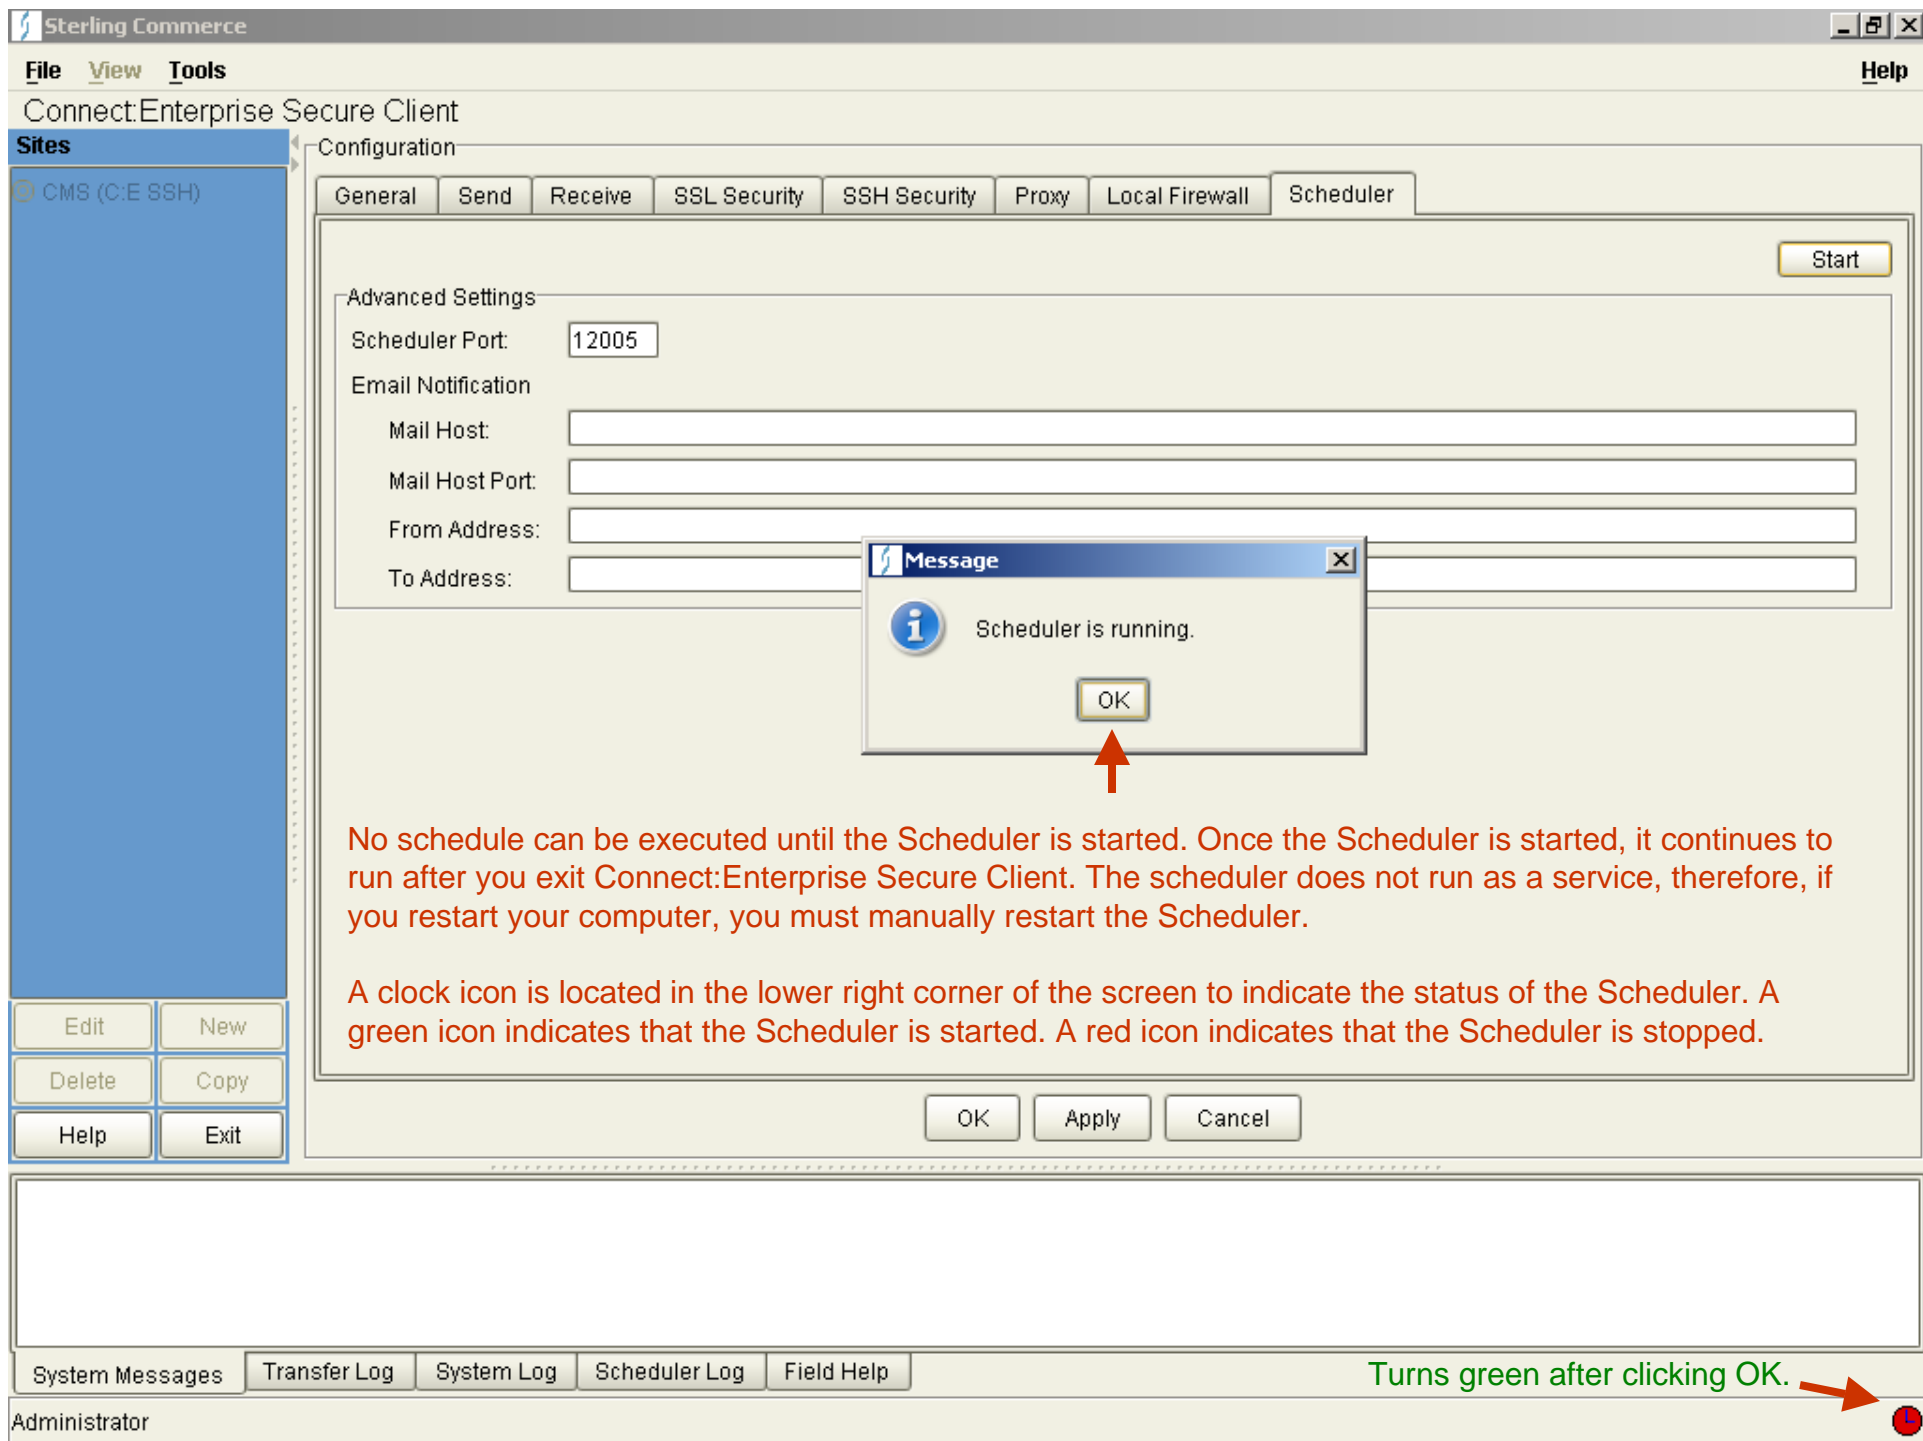 Sterling Commerce
File View Tools Help
Connect:Enterprise Secure Client
Sites
CMS (C:E SSH)
Configuration
General Send Receive SSL Security SSH Security Proxy Local Firewall Scheduler
Start
Advanced Settings
Scheduler Port: 12005
Email Notification
Mail Host:
Mail Host Port:
From Address:
To Address:
Message
Scheduler is running.
OK
No schedule can be executed until the Scheduler is started. Once the Scheduler is started, it continues to
run after you exit Connect:Enterprise Secure Client. The scheduler does not run as a service, therefore, if
you restart your computer, you must manually restart the Scheduler.
A clock icon is located in the lower right corner of the screen to indicate the status of the Scheduler. A
green icon indicates that the Scheduler is started. A red icon indicates that the Scheduler is stopped.
Edit New
Delete Copy
Help Exit
OK Apply Cancel
System Messages Transfer Log System Log Scheduler Log Field Help
Turns green after clicking OK.
Administrator